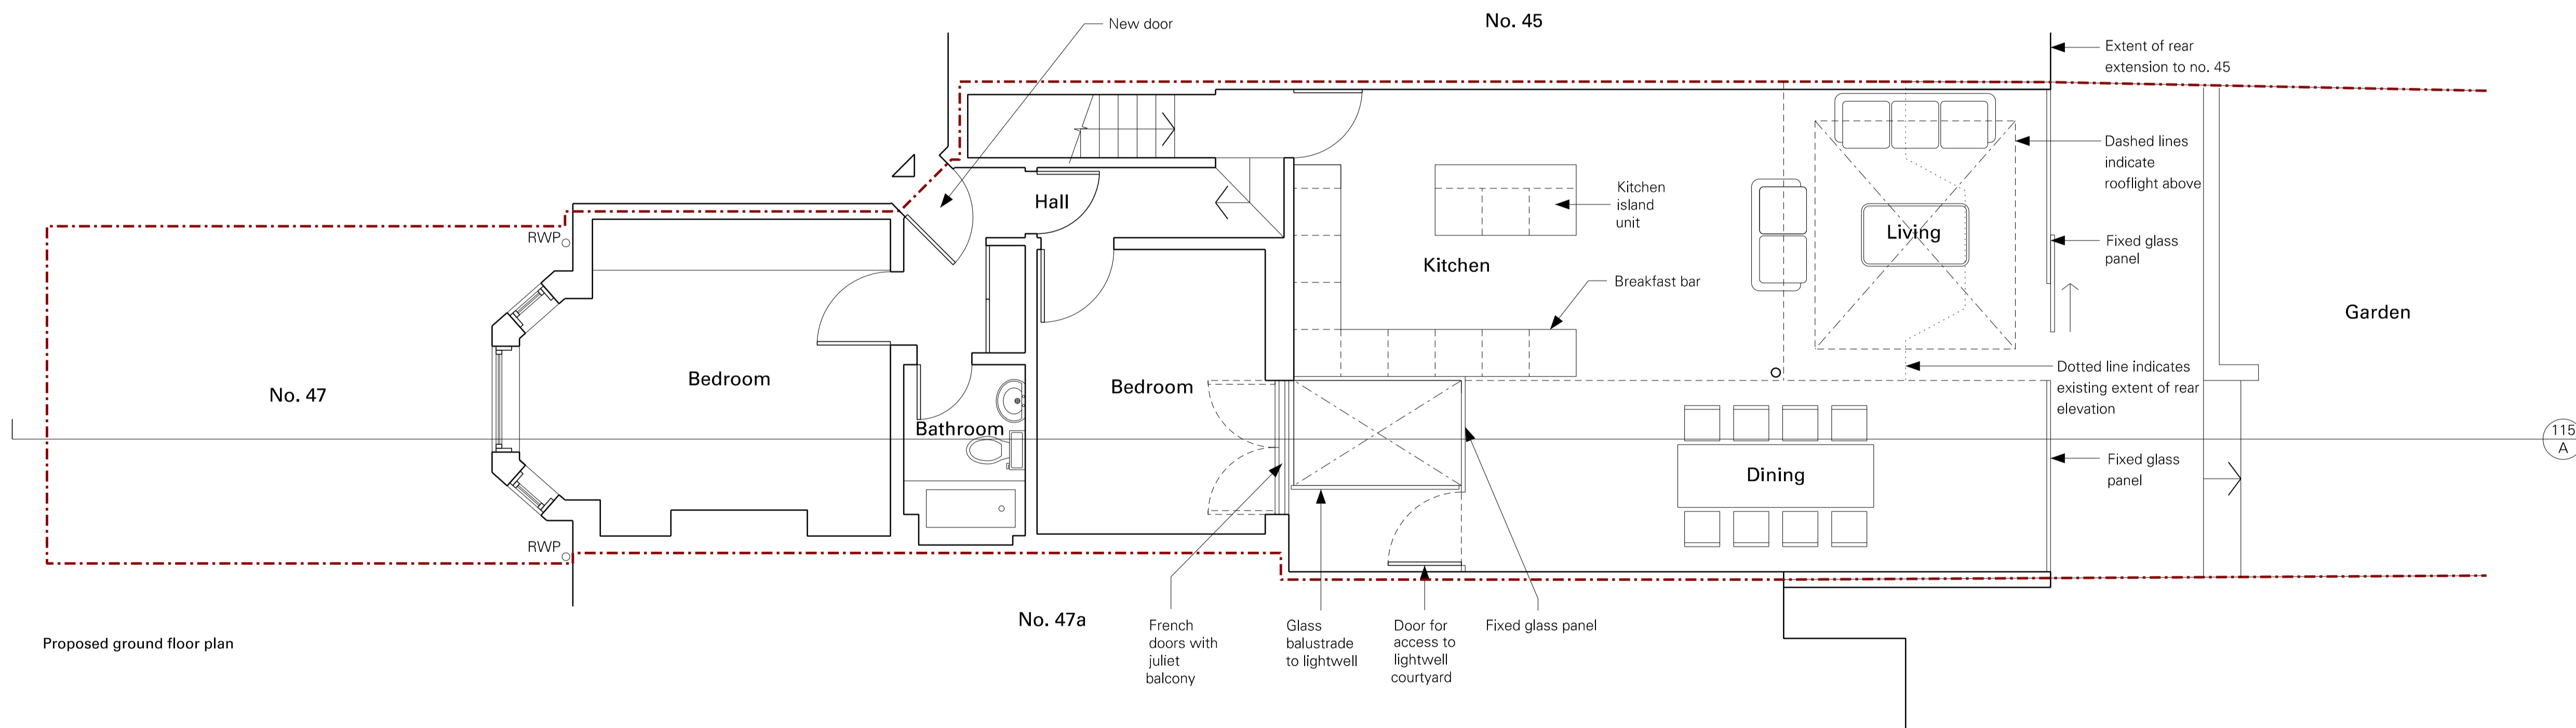 No. 45
New door
Extent of rear
extension to no. 45
Dashed lines
indicate
rooflight above
Kitchen
island
unit
Hall
Living
RWP
Fixed glass
panel
Kitchen
Breakfast bar
Garden
Dotted line indicates
existing extent of rear
elevation
No. 47
Bedroom
Bedroom
Bathroom
115
A
Fixed glass
panel
Dining
RWP
No. 47a
French
doors with
juliet
balcony
Glass
balustrade
to lightwell
Door for
access to
lightwell
courtyard
Fixed glass panel
Proposed ground floor plan